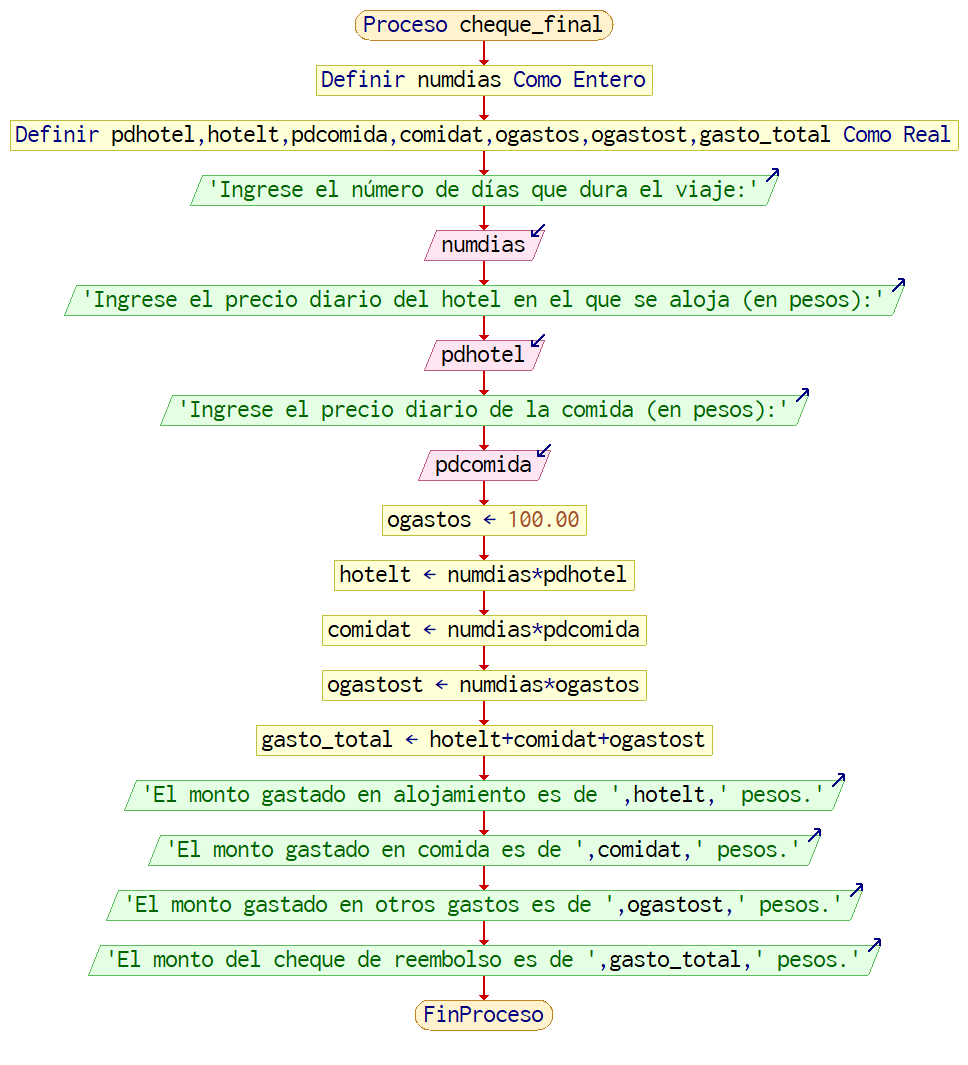 Proceso cheque_final
Definir numdias Como Entero
Definir pdhotel,hotelt,pdcomida,comidat,ogastos,ogastost,gasto_total Como Real
'Ingrese el número de días que dura el viaje:'
numdias
'Ingrese el precio diario del hotel en el que se aloja (en pesos):'
pdhotel
'Ingrese el precio diario de la comida (en pesos):'
pdcomida
ogastos ← 100.00
hotelt ← numdias*pdhotel
comidat ← numdias*pdcomida
ogastost ← numdias*ogastos
gasto_total ← hotelt+comidat+ogastost
'El monto gastado en alojamiento es de ',hotelt,' pesos.'
'El monto gastado en comida es de ',comidat,' pesos.'
'El monto gastado en otros gastos es de ',ogastost,' pesos.'
'El monto del cheque de reembolso es de ',gasto_total,' pesos.'
FinProceso